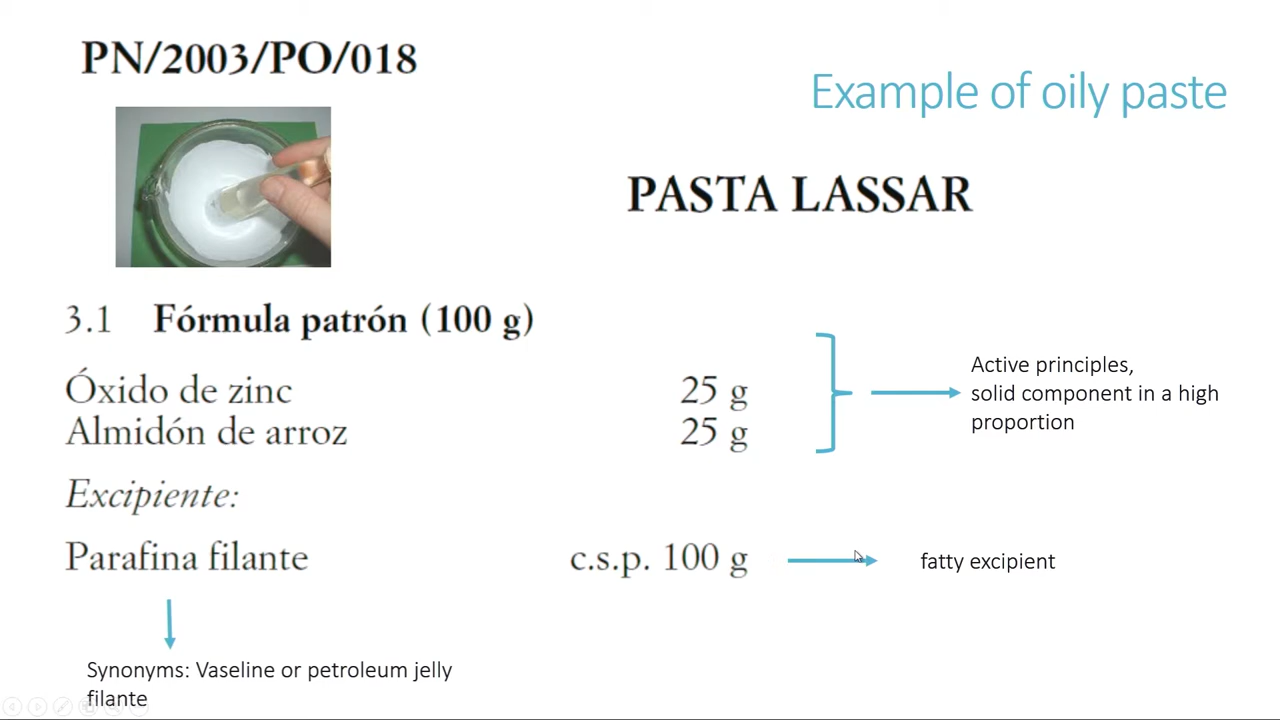 PN/2003/PO/018
Example of oily paste
PASTA LASSAR
3.1 Fórmula patrón (100 g)
Óxido de zinc 25 g
Almidón de arroz 25 g
Active principles,
solid component in a high
proportion
Excipiente:
Parafina filante c.s.p. 100 g
fatty excipient
Synonyms: Vaseline or petroleum jelly
filante